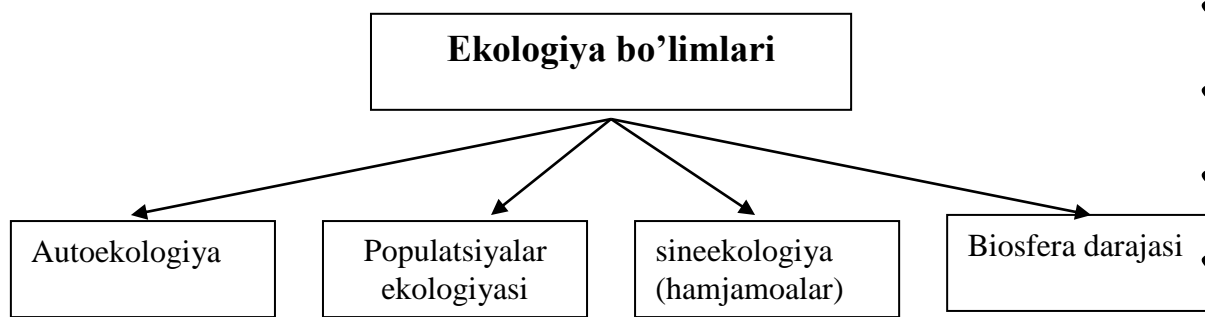 Ekologiya bo’limlari
Autoekologiya
Populatsiyalar
ekologiyasi
sineekologiya
(hamjamoalar)
Biosfera darajasi